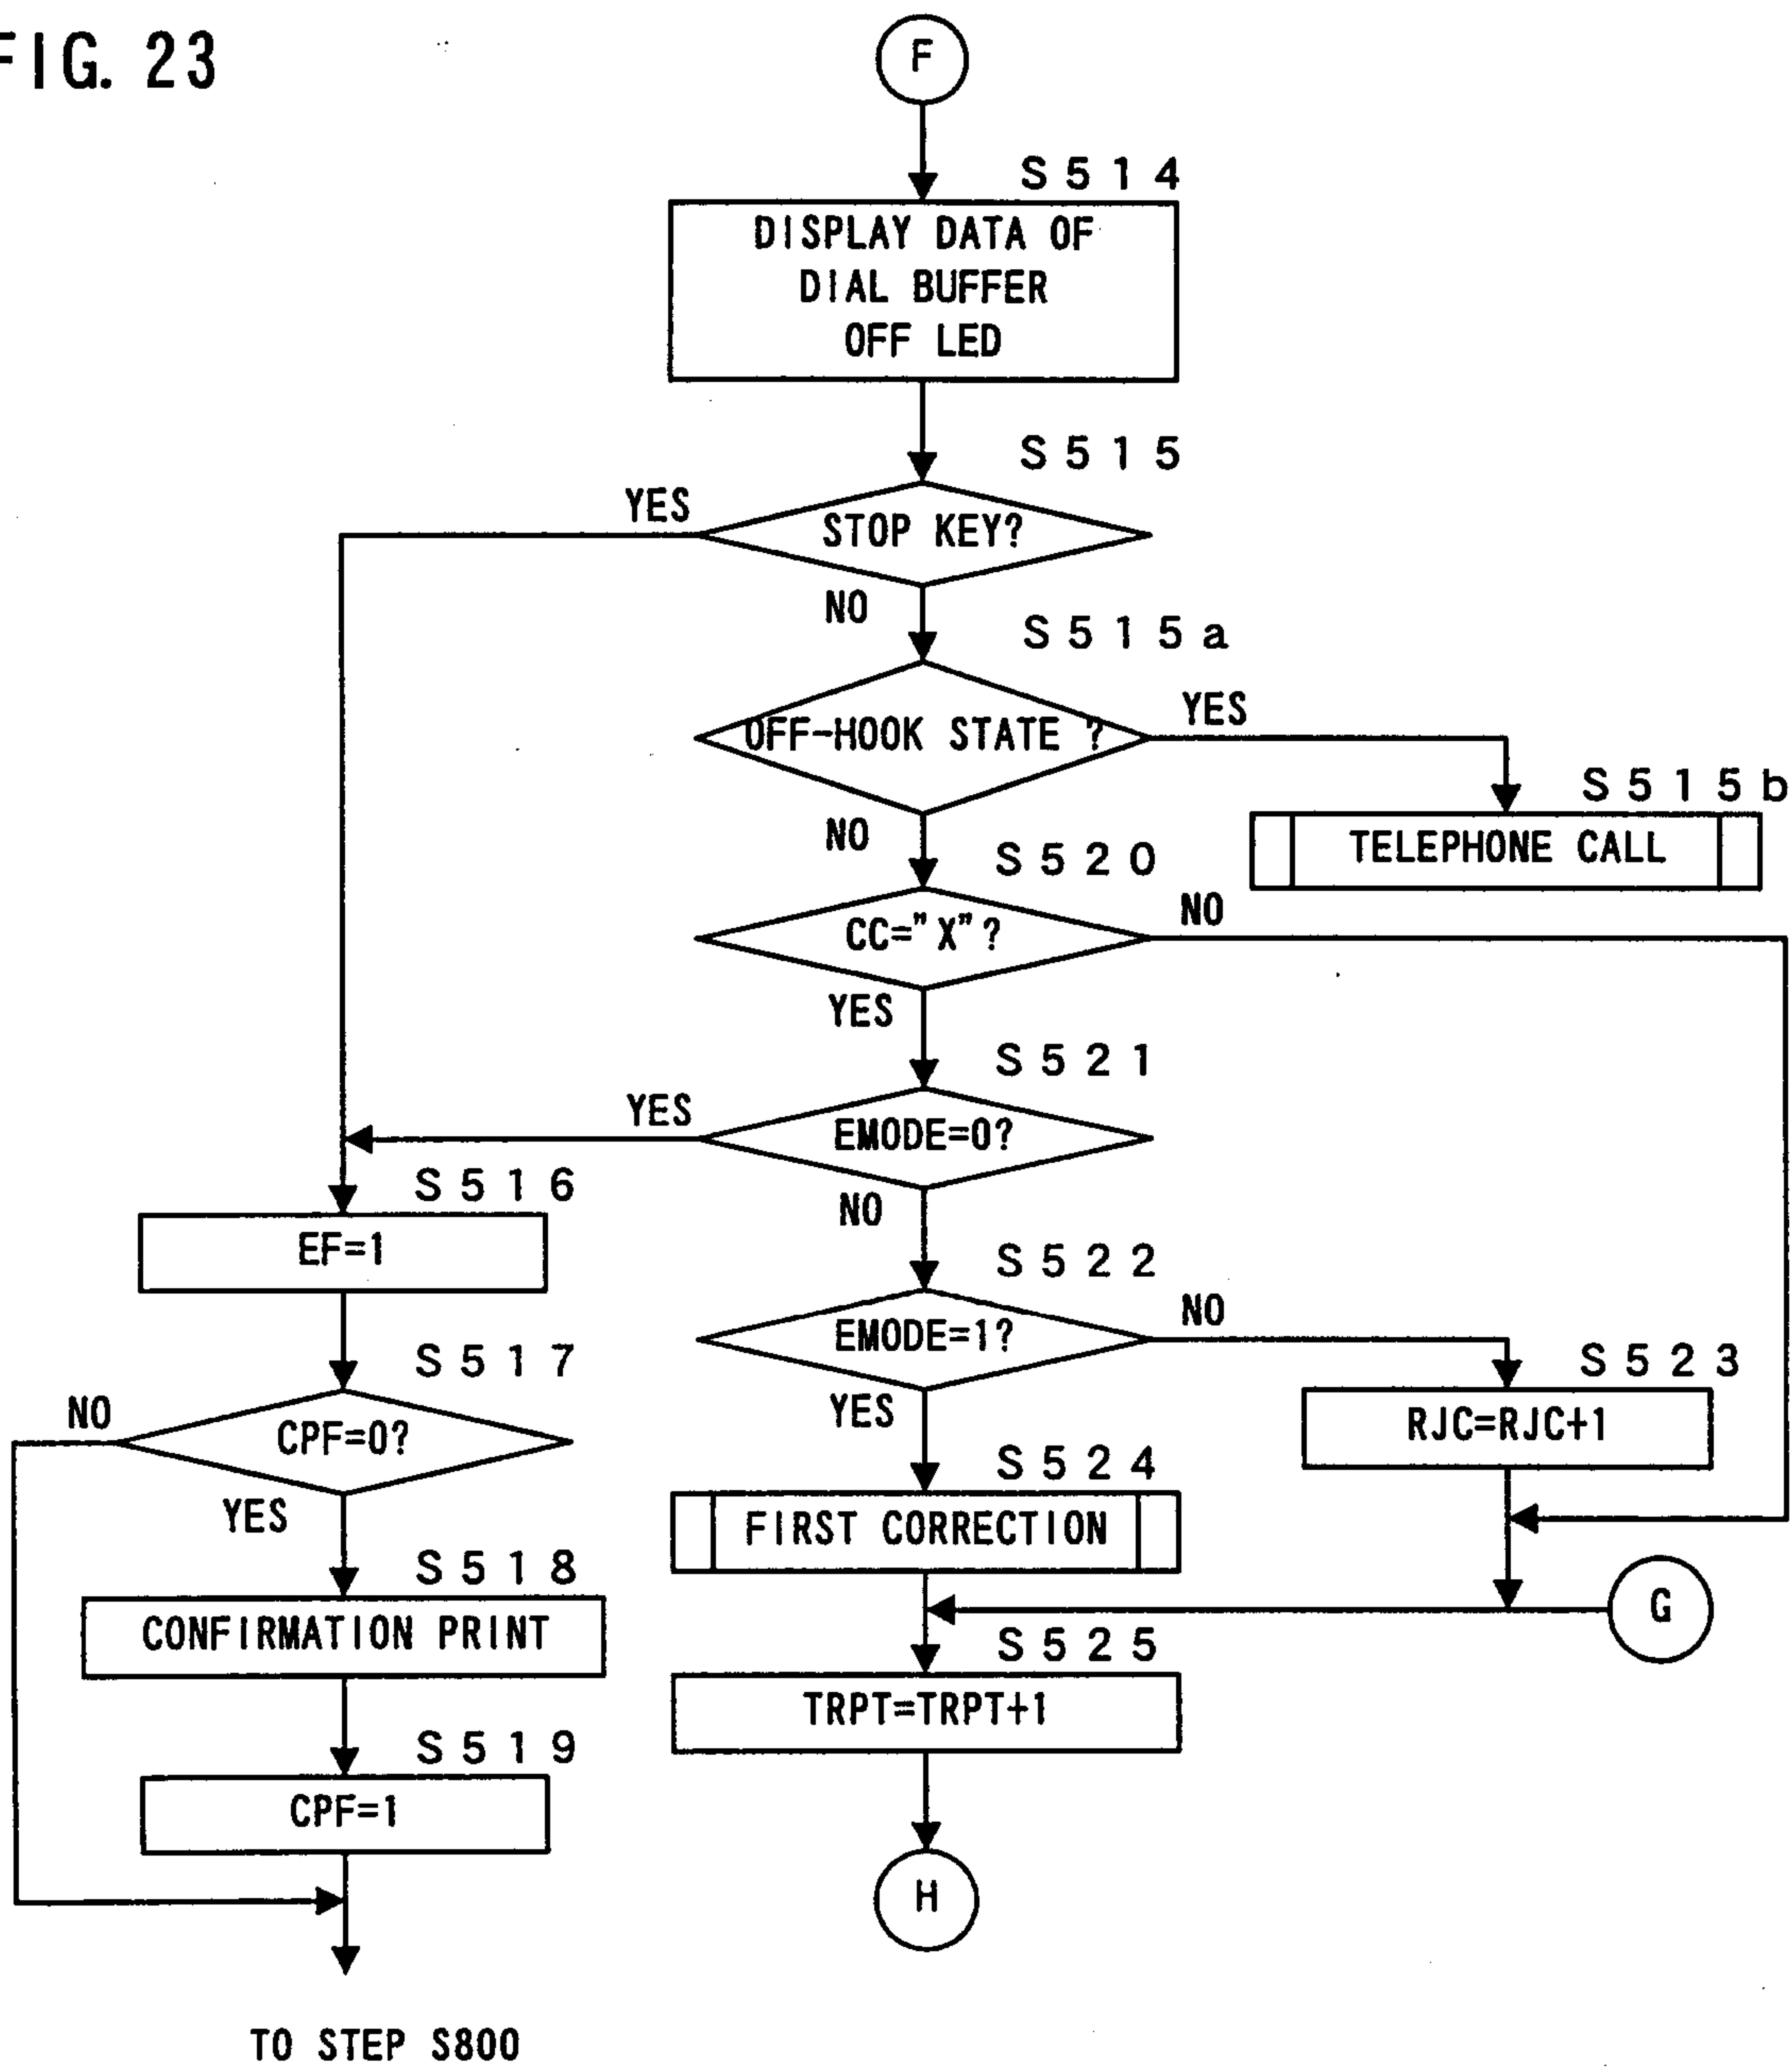 FIG. 23
F
S514
DISPLAY DATA OF
DIAL BUFFER
OFF LED
S515
YES
STOP KEY?
NO
S515a
OFF-HOOK STATE ?
YES
S515b
TELEPHONE CALL
NO
S520
CC="X"?
NO
YES
S521
YES
EMODE=0?
NO
S516
EF=1
S522
EMODE=1?
NO
S523
RJC=RJC+1
YES
S517
NO
CPF=0?
YES
S524
FIRST CORRECTION
S518
CONFIRMATION PRINT
G
S525
TRPT=TRPT+1
S519
CPF=1
H
TO STEP S800